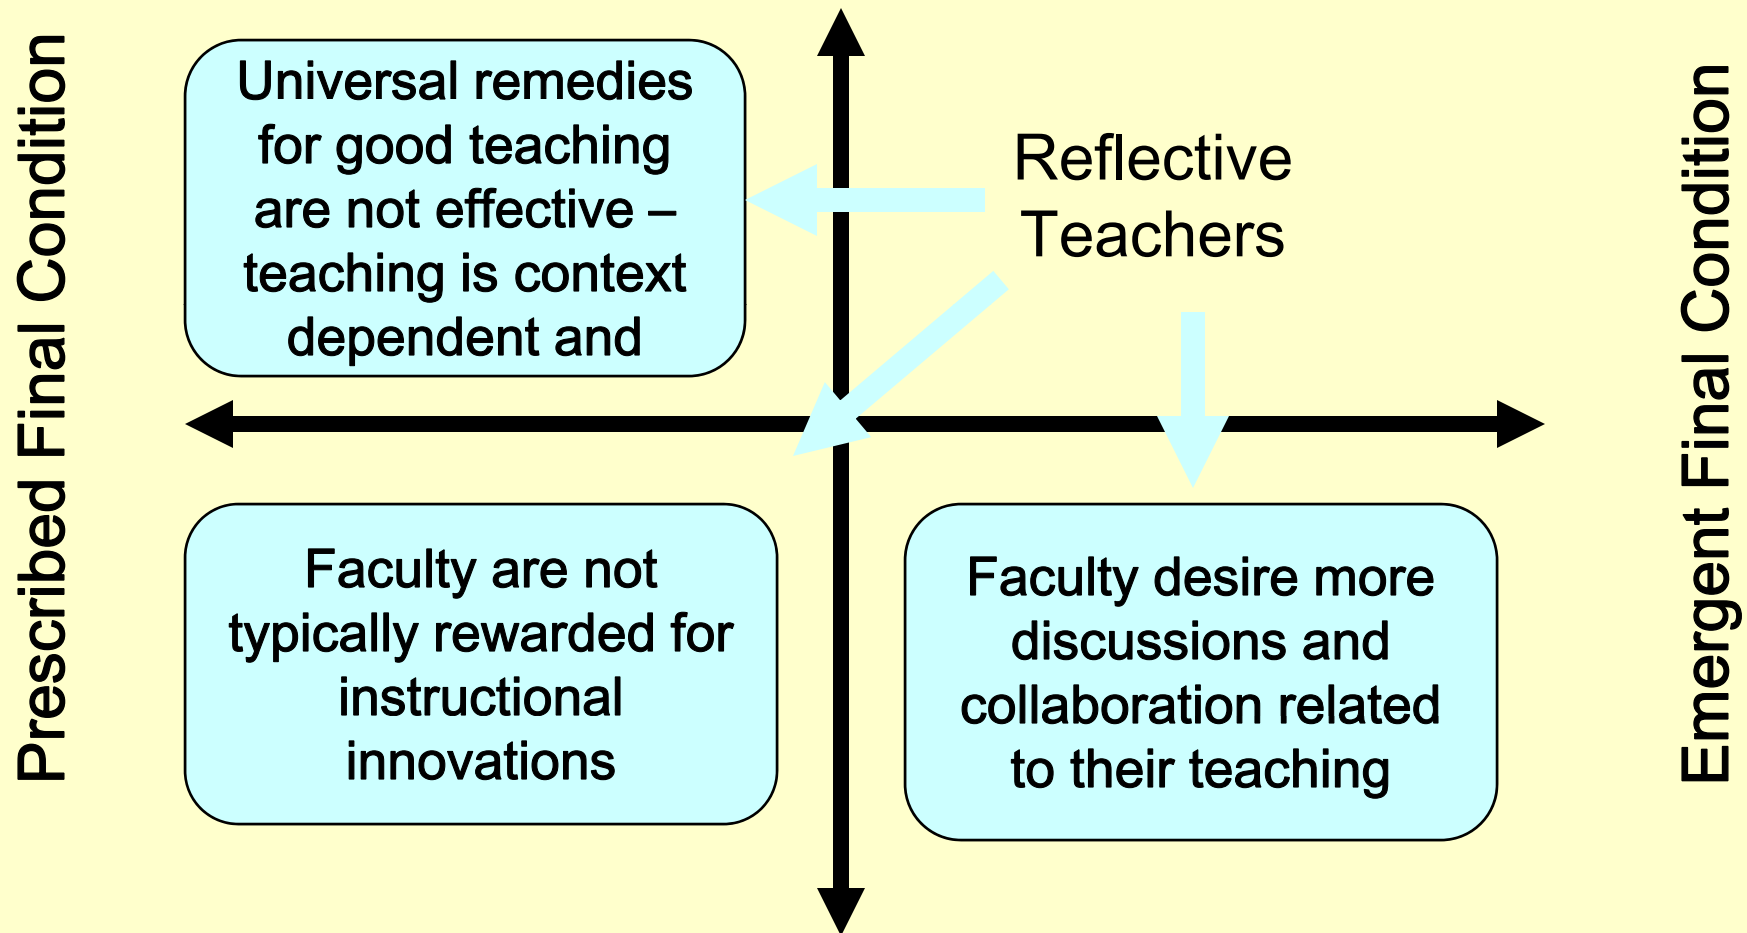 Prescribed Final Condition
Universal remedies
for good teaching
are not effective –
teaching is context
dependent and
Reflective
Teachers
Faculty are not
typically rewarded for
instructional
innovations
Faculty desire more
discussions and
collaboration related
to their teaching
Emergent Final Condition